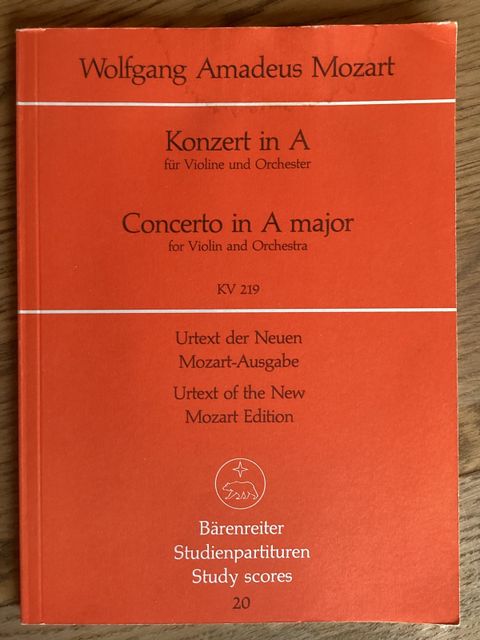 Wolfgang Amadeus Mozart
Konzert in A
für Violine und Orchester
Concerto in A major
for Violin and Orchestra
KV 219
Urtext der Neuen
Mozart-Ausgabe
Urtext of the New
Mozart Edition
Bärenreiter
Studienpartituren
Study scores
20